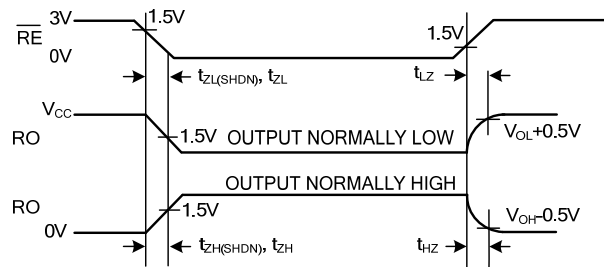 3V
1.5V
1.5V
RE
0V
tZL(SHDN), tZL
tLZ
VCC
RO
1.5V
OUTPUT NORMALLY LOW
VOL+0.5V
OUTPUT NORMALLY HIGH
RO
1.5V
VOH-0.5V
0V
tZH(SHDN), tZH
tHZ